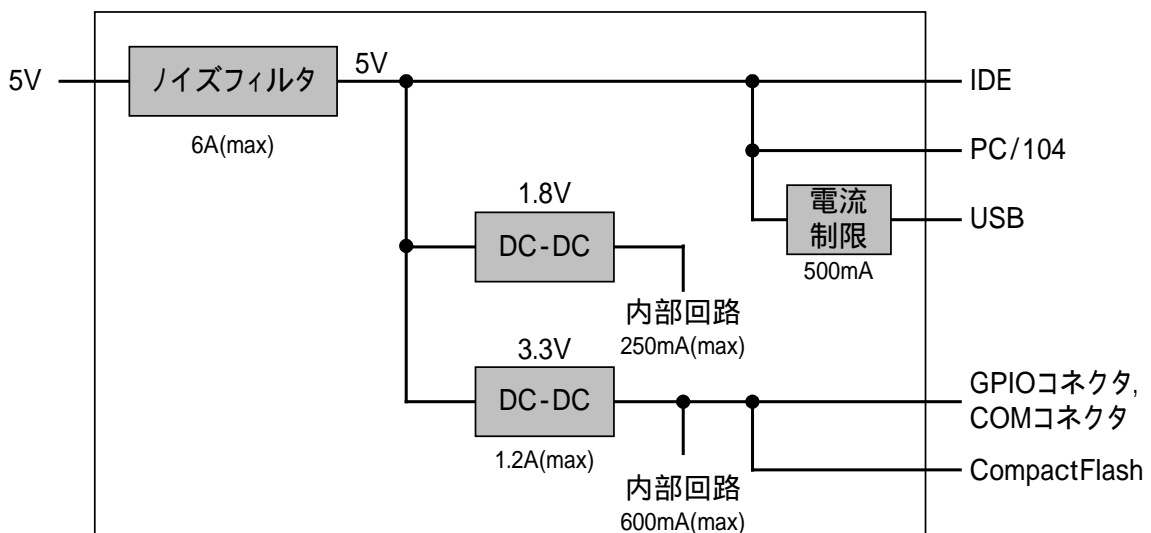 5V
ノイズフィルタ
5V
6A(max)
IDE
PC/104
電流
制限
USB
500mA
1.8V
DC-DC
内部回路
250mA(max)
3.3V
DC-DC
1.2A(max)
GPIOコネクタ,
COMコネクタ
内部回路
600mA(max)
CompactFlash